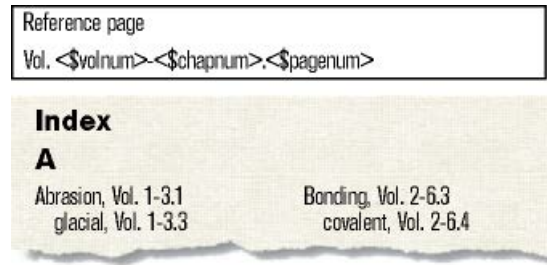 Reference page
Vol. <$volnum>-<$chapnum>.<$pagenum>
Index
A
Abrasion, Vol. 1-3.1
glacial, Vol. 1-3.3
Bonding, Vol. 2-6.3
covalent, Vol. 2-6.4